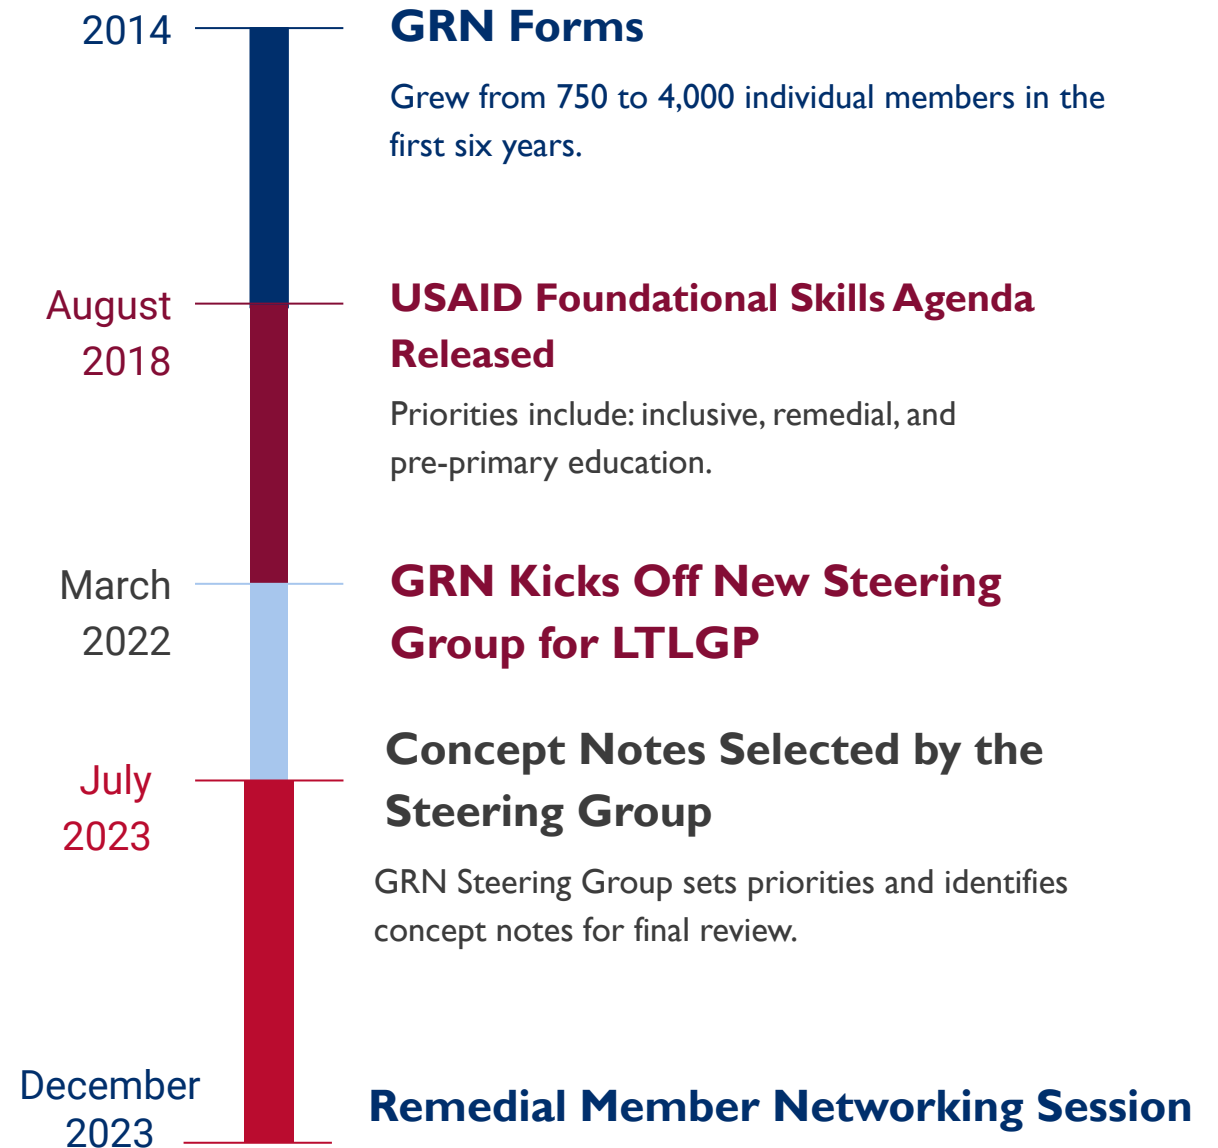 2014
GRN Forms
Grew from 750 to 4,000 individual members in the
first six years.
August
2018
USAID Foundational Skills Agenda
Released
Priorities include: inclusive, remedial, and
pre-primary education.
March
2022
GRN Kicks Off New Steering
Group for LTLGP
July
2023
Concept Notes Selected by the
Steering Group
GRN Steering Group sets priorities and identifies
concept notes for final review.
December
2023
Remedial Member Networking Session